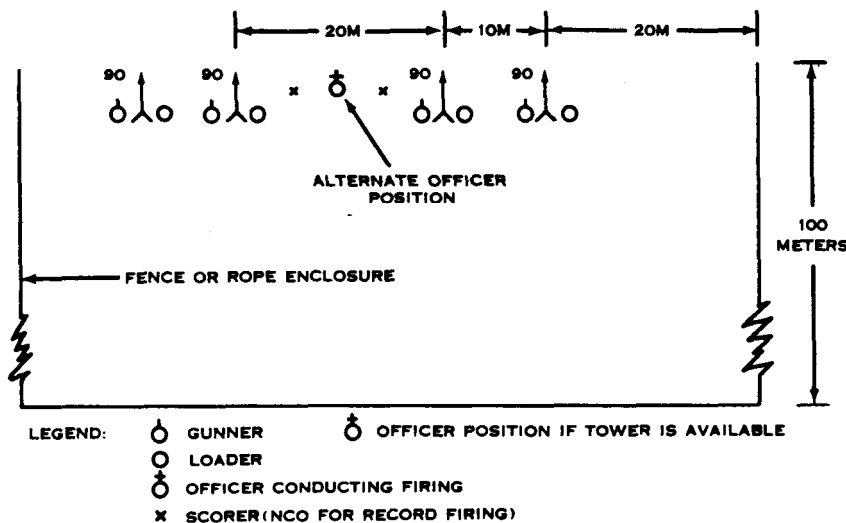 20M 10M 20M
90 90 90 90
ALTERNATE OFFICER
POSITION
100
METERS
FENCE OR ROPE ENCLOSURE
LEGEND: GUNNER OFFICER POSITION IF TOWER IS AVAILABLE
LOADER
OFFICER CONDUCTING FIRING
x SCORER (NCO FOR RECORD FIRING)